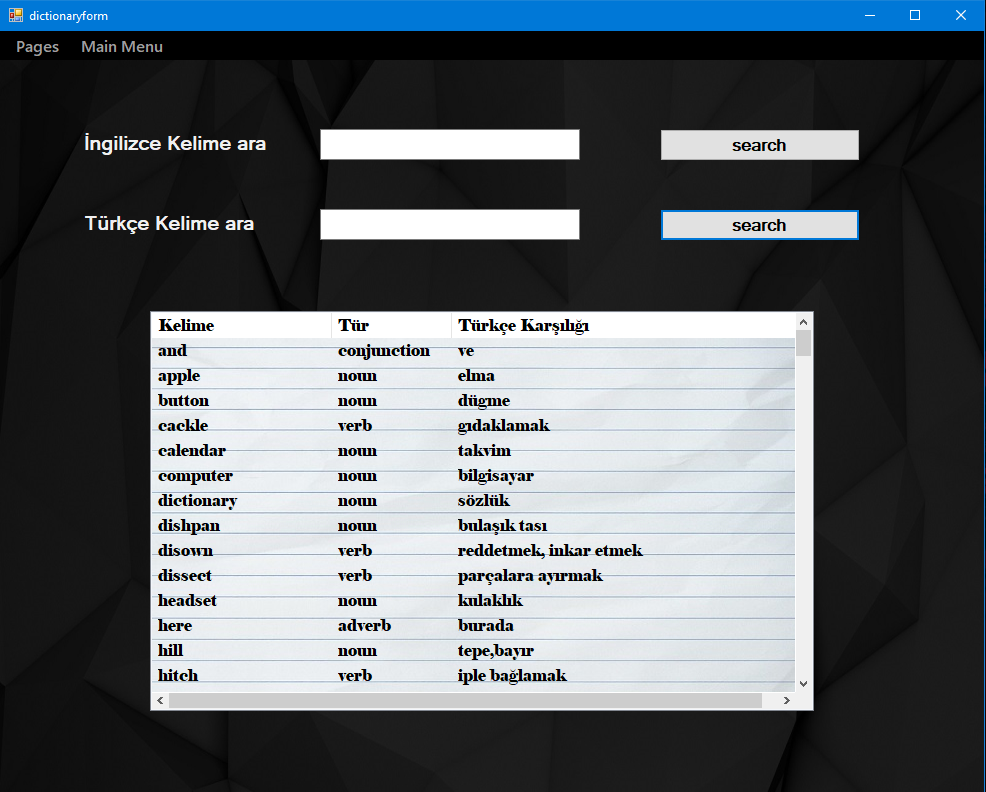 dictionaryform
Pages Main Menu
İngilizce Kelime ara search
Türkçe Kelime ara search
Kelime Tür Türkçe Karşılığı
and conjunction ve
apple noun elma
button noun düğme
cackle verb gıdaklamak
calendar noun takvim
computer noun bilgisayar
dictionary noun sözlük
dishpan noun bulaşık tası
disown verb reddetmek, inkar etmek
dissect verb parçalara ayırmak
headset noun kulaklık
here adverb burada
hill noun tepe,bayır
hitch verb iple bağlamak